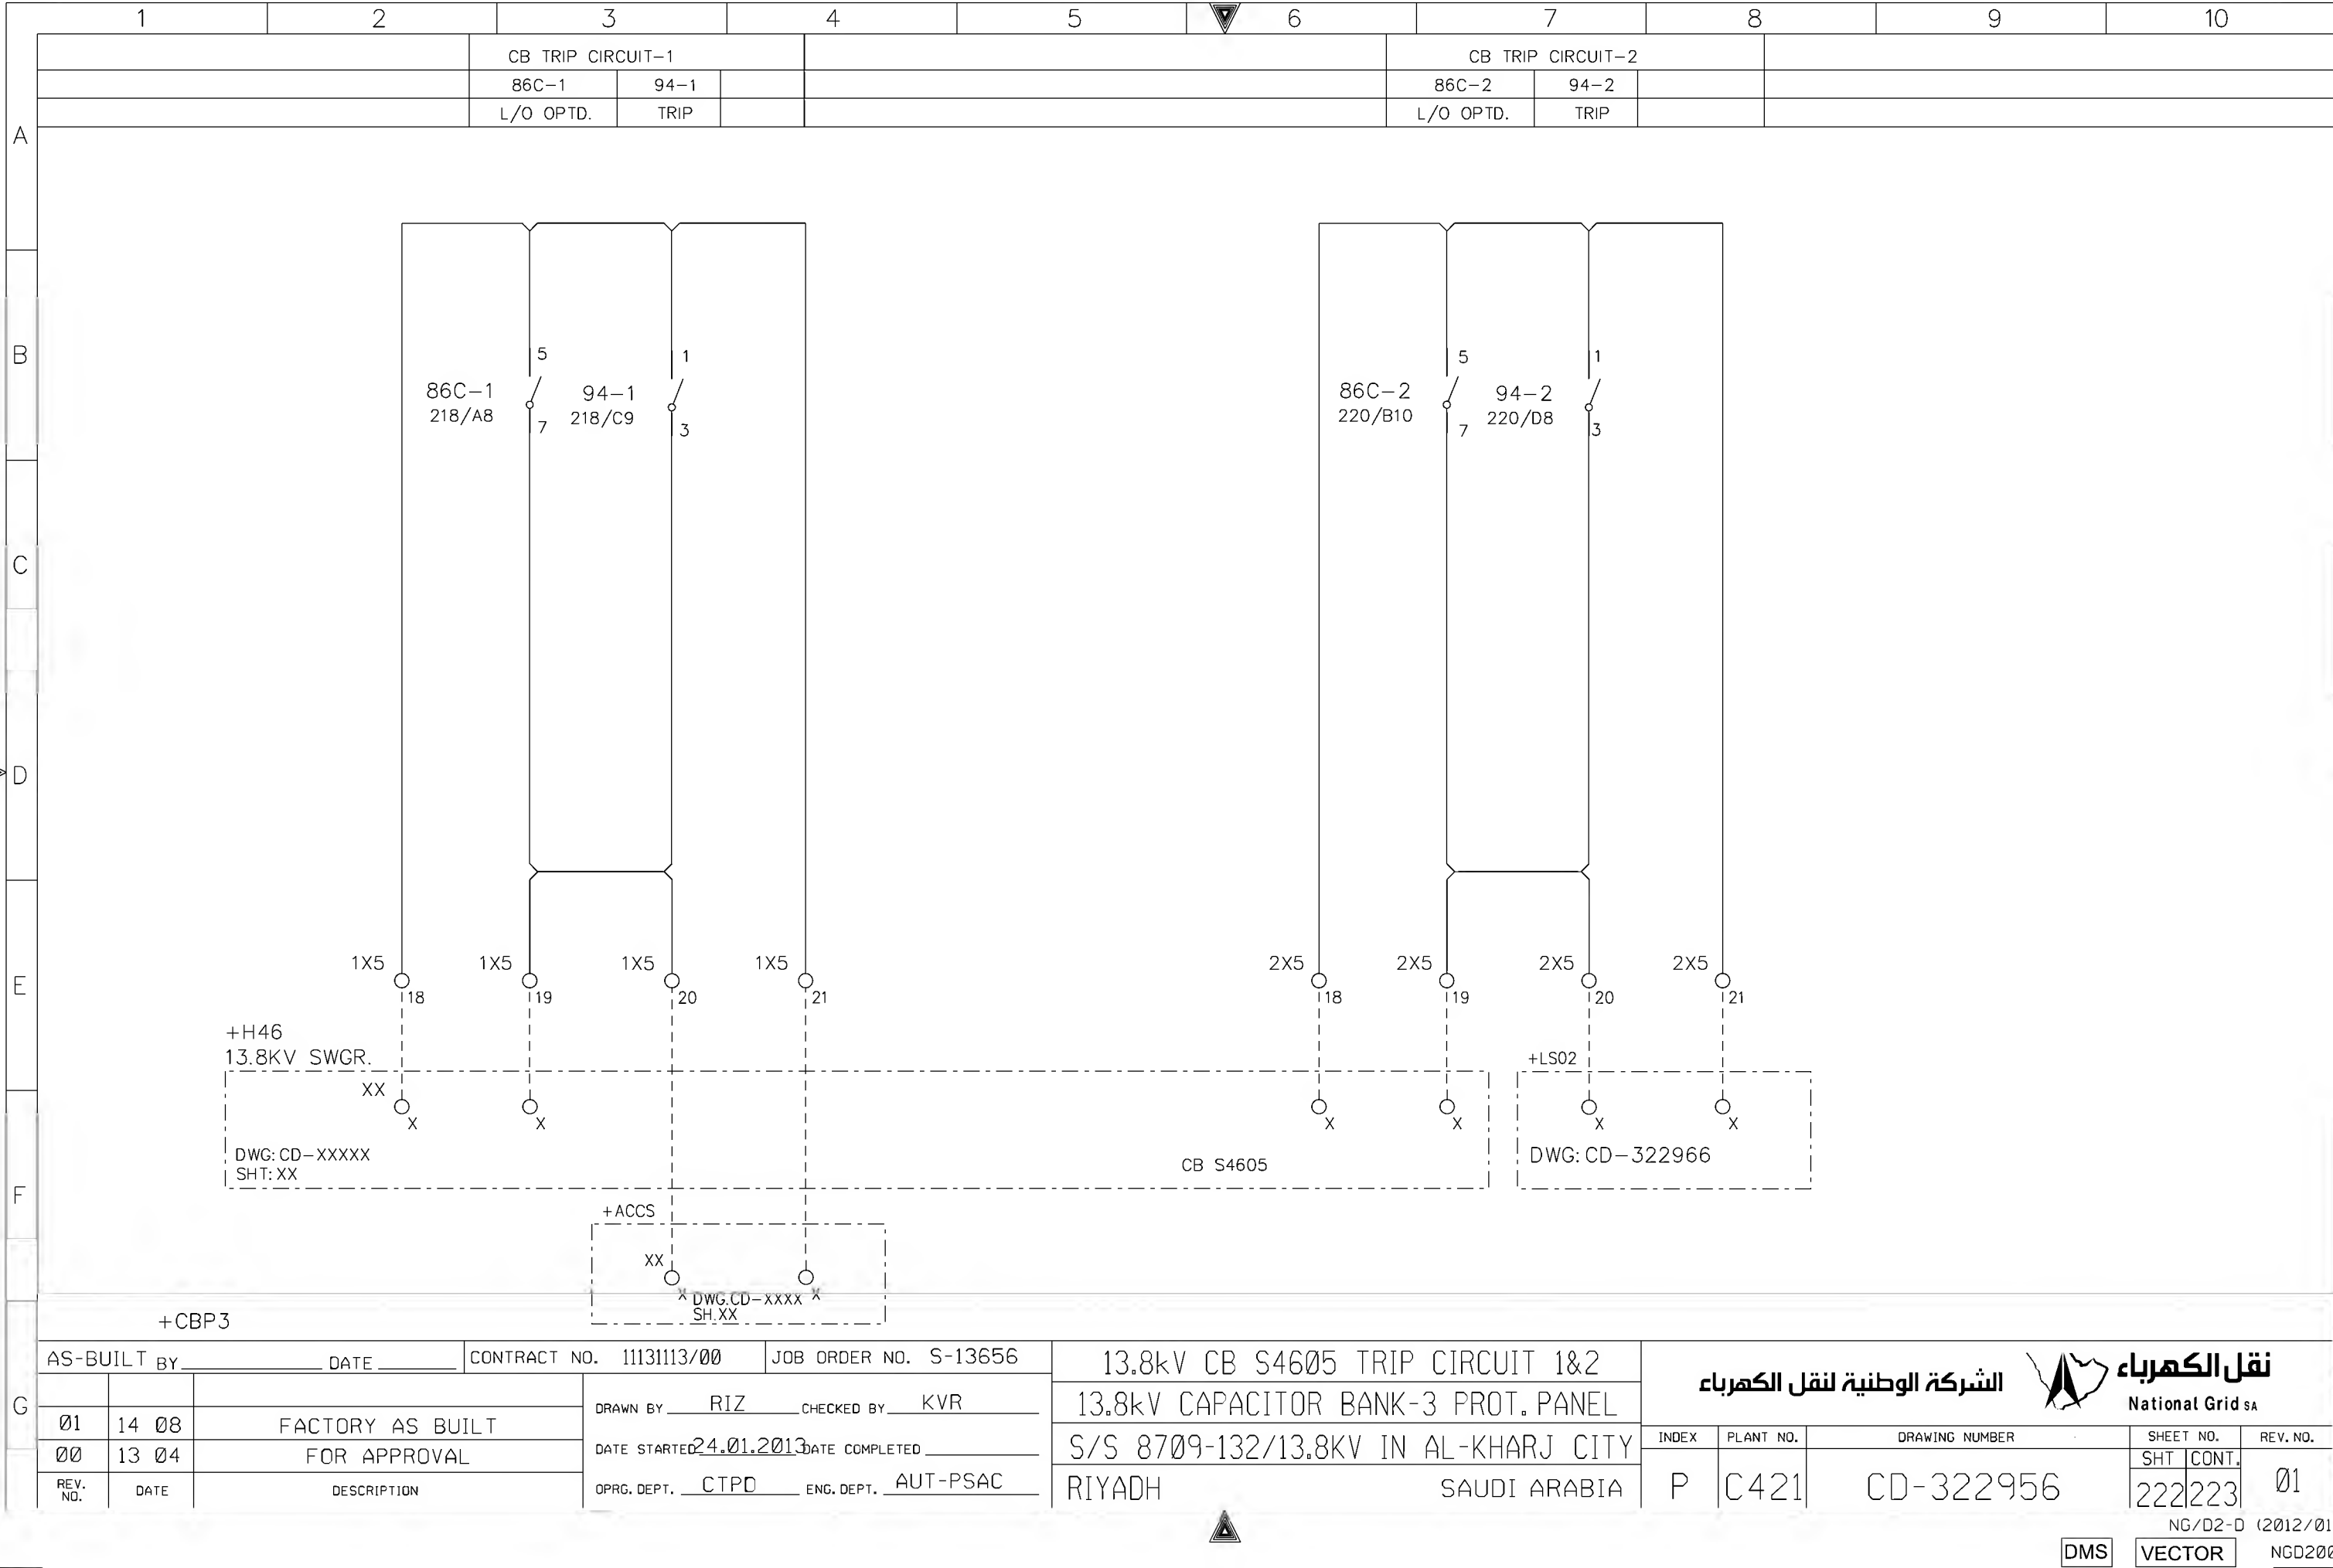 1 2 3 4 5 6 7 8 9 10
CB TRIP CIRCUIT-1
CB TRIP CIRCUIT-2
86C-1 94-1
86C-2 94-2
L/O OPTD. TRIP
L/O OPTD. TRIP
A
B
C
D
E
F
G
5
86C-1
218/A8
7
1
94-1
218/C9
3
5
86C-2
220/B10
7
1
94-2
220/D8
3
1X5 1X5 1X5 1X5
18 19 20 21
2X5 2X5 2X5 2X5
18 19 20 21
+H46
13.8KV SWGR.
XX
X X
DWG:CD-XXXXX
SHT:XX
X X
CB S4605
+LS02
X X
DWG:CD-322966
+ACCS
XX
X DWG.CD-XXXX X
SH.XX
+CBP3
AS-BUILT BY DATE
CONTRACT NO. 11131113/00
JOB ORDER NO. S-13656
01 14 08 FACTORY AS BUILT
00 13 04 FOR APPROVAL
REV. NO. DATE DESCRIPTION
DRAWN BY RIZ CHECKED BY KVR
DATE STARTED 24.01.2013 DATE COMPLETED
OPRG. DEPT. CTPD ENG. DEPT. AUT-PSAC
13.8kV CB S4605 TRIP CIRCUIT 1&2
13.8kV CAPACITOR BANK-3 PROT. PANEL
S/S 8709-132/13.8KV IN AL-KHARJ CITY
RIYADH SAUDI ARABIA
الشركة الوطنية لنقل الكهرباء
نقل الكهرباء
National Grid SA
INDEX PLANT NO. DRAWING NUMBER SHEET NO. REV. NO.
SHT CONT.
P C421 CD-322956 222 223 01
NG/D2-D (2012/01
DMS VECTOR NGD200